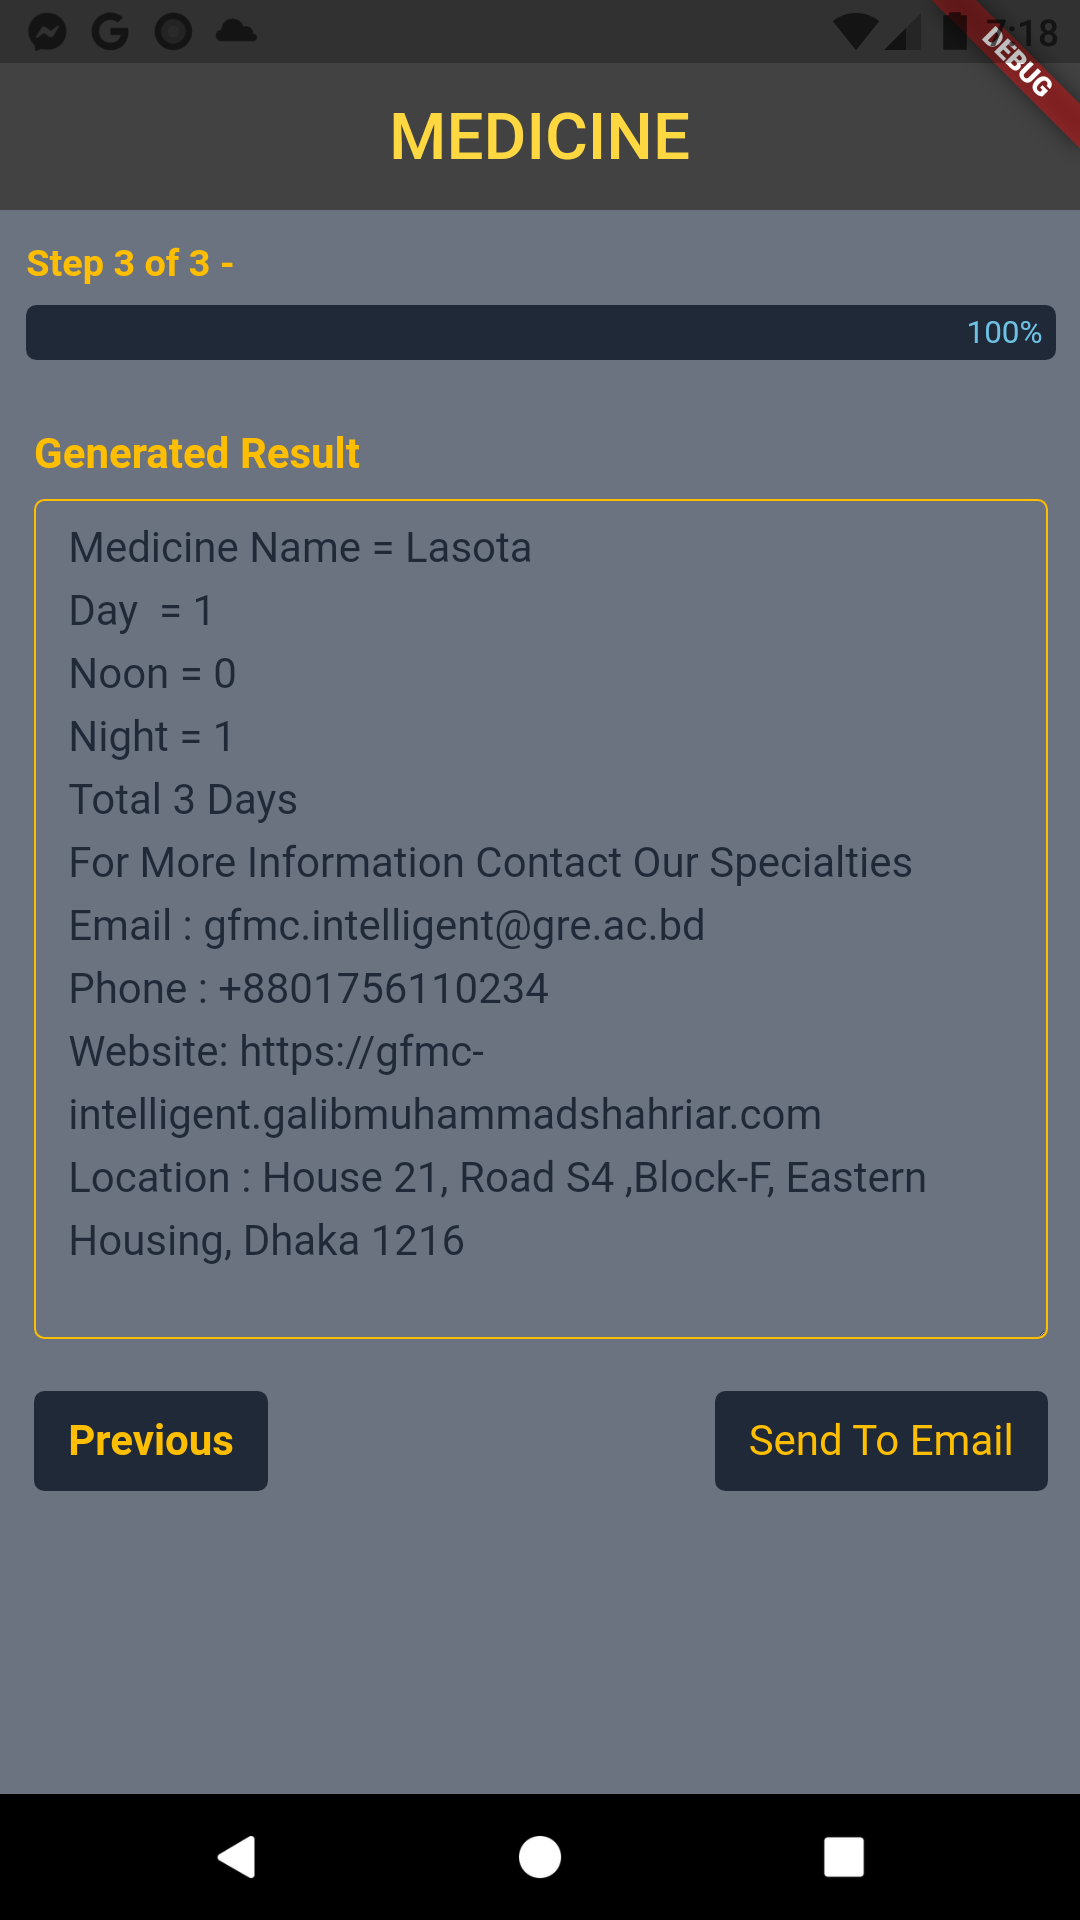 7:18
DEBUG
MEDICINE
Step 3 of 3 -
100%
Generated Result
Medicine Name = Lasota
Day  = 1
Noon = 0
Night = 1
Total 3 Days
For More Information Contact Our Specialties
Email : gfmc.intelligent@gre.ac.bd
Phone : +8801756110234
Website: https://gfmc-
intelligent.galibmuhammadshahriar.com
Location : House 21, Road S4 ,Block-F, Eastern
Housing, Dhaka 1216
Previous
Send To Email